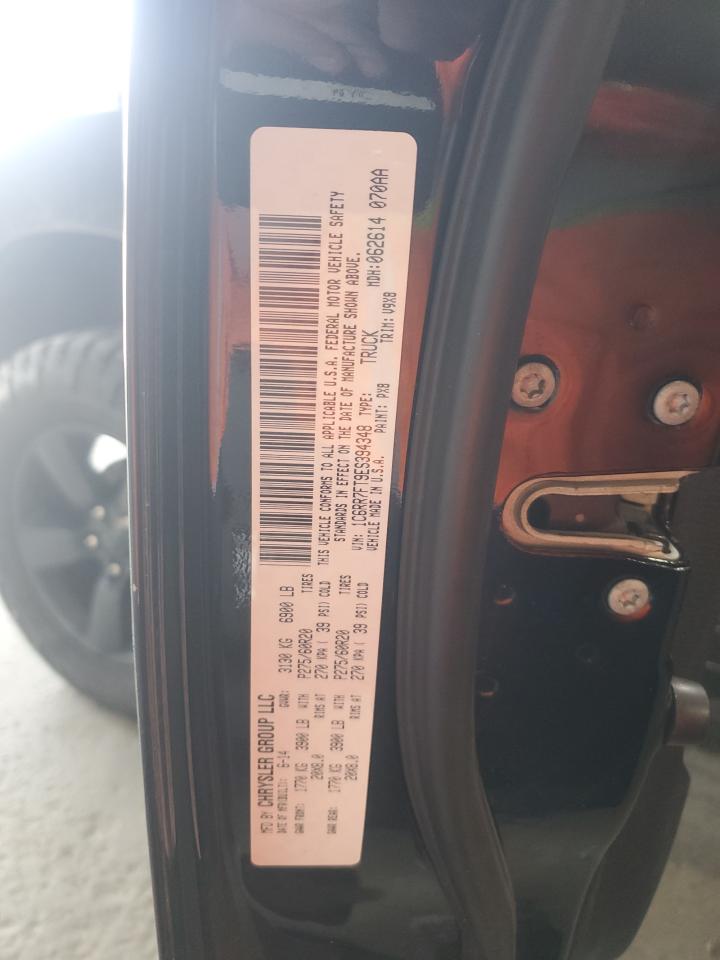 MFD BY CHRYSLER GROUP LLC
DATE OF MFR(BUILT): 6-14 GVWR: 3130 KG 6900 LB
GAWR FRONT: 1770 KG 3900 LB WITH P275/60R20 TIRES
20X8.0 RIMS AT 270 KPA ( 39 PSI) COLD
GAWR REAR: 1770 KG 3900 LB WITH P275/60R20 TIRES
20X8.0 RIMS AT 270 KPA ( 39 PSI) COLD
THIS VEHICLE CONFORMS TO ALL APPLICABLE U.S.A. FEDERAL MOTOR VEHICLE SAFETY
STANDARDS IN EFFECT ON THE DATE OF MANUFACTURE SHOWN ABOVE.
VIN: 1C6RR7FT9ES394348 TYPE: TRUCK MDH: 062614 070AA
VEHICLE MADE IN U.S.A. PAINT: PXB TRIM: V9X8